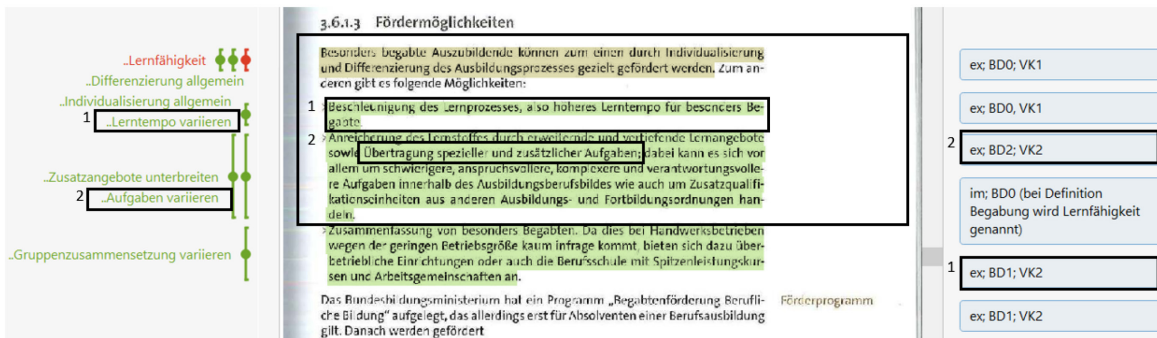 3.6.1.3 Fördermöglichkeiten
..Lernfähigkeit
..Differenzierung allgemein
..Individualisierung allgemein
1 ..Lerntempo variieren
..Zusatzangebote unterbreiten
2 ..Aufgaben variieren
..Gruppenzusammensetzung variieren
Besonders begabte Auszubildende können zum einen durch Individualisierung
und Differenzierung des Ausbildungsprozesses gezielt gefördert werden. Zum an-
deren gibt es folgende Möglichkeiten:
1 › Beschleunigung des Lernprozesses, also höheres Lerntempo für besonders Be-
gabte.
2 › Anreicherung des Lernstoffes durch erweiternde und vertiefende Lernangebote
sowie Übertragung spezieller und zusätzlicher Aufgaben; dabei kann es sich vor
allem um schwierigere, anspruchsvollere, komplexere und verantwortungsvolle-
re Aufgaben innerhalb des Ausbildungsberufsbildes wie auch um Zusatzqualifi-
kationseinheiten aus anderen Ausbildungs- und Fortbildungsordnungen han-
deln.
› Zusammenfassung von besonders Begabten. Da dies bei Handwerksbetrieben
wegen der geringen Betriebsgröße kaum infrage kommt, bieten sich dazu über-
betriebliche Einrichtungen oder auch die Berufsschule mit Spitzenleistungskur-
sen und Arbeitsgemeinschaften an.
Das Bundesbildungsministerium hat ein Programm „Begabtenförderung Berufli-
che Bildung“ aufgelegt, das allerdings erst für Absolventen einer Berufsausbildung
gilt. Danach werden gefördert
Förderprogramm
ex; BD0; VK1
ex; BD0, VK1
2 ex; BD2; VK2
im; BD0 (bei Definition
Begabung wird Lernfähigkeit
genannt)
1 ex; BD1; VK2
ex; BD1; VK2